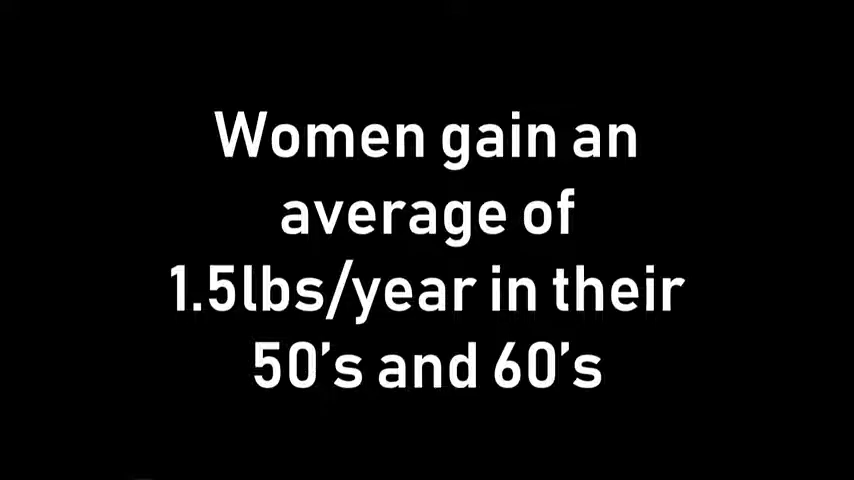 Women gain an
average of
1.5lbs/year in their
50’s and 60’s